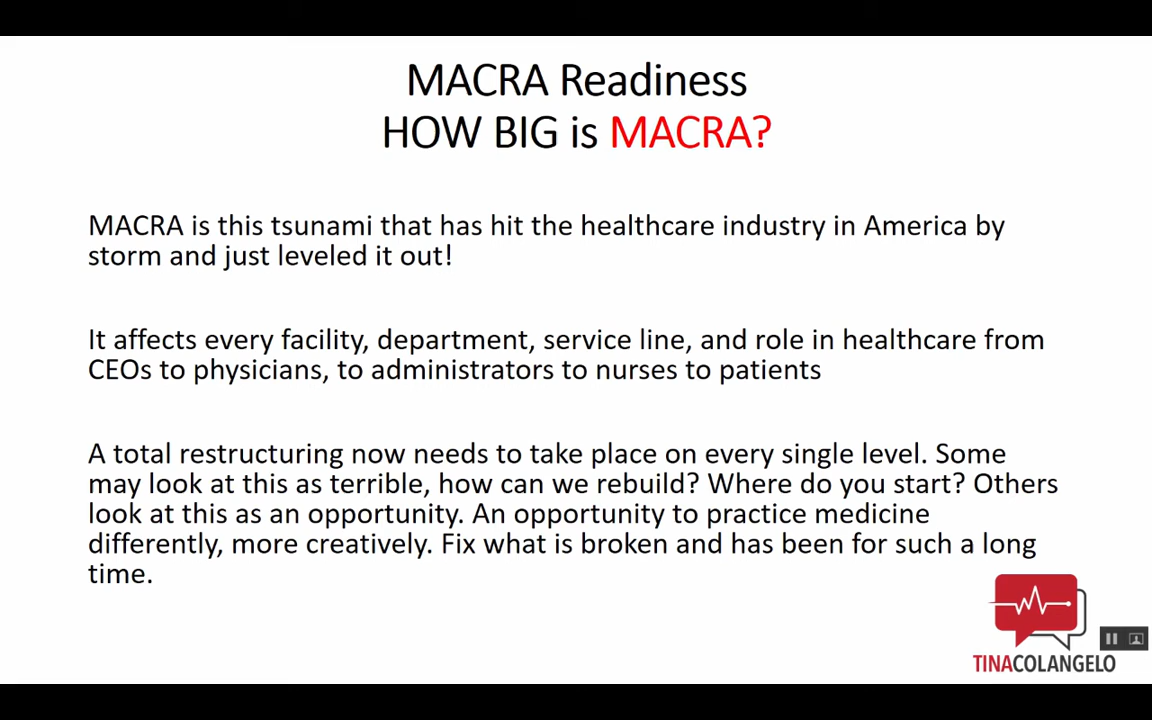 MACRA Readiness
HOW BIG is MACRA?
MACRA is this tsunami that has hit the healthcare industry in America by
storm and just leveled it out!
It affects every facility, department, service line, and role in healthcare from
CEOs to physicians, to administrators to nurses to patients
A total restructuring now needs to take place on every single level. Some
may look at this as terrible, how can we rebuild? Where do you start? Others
look at this as an opportunity. An opportunity to practice medicine
differently, more creatively. Fix what is broken and has been for such a long
time.
TINACOLANGELO